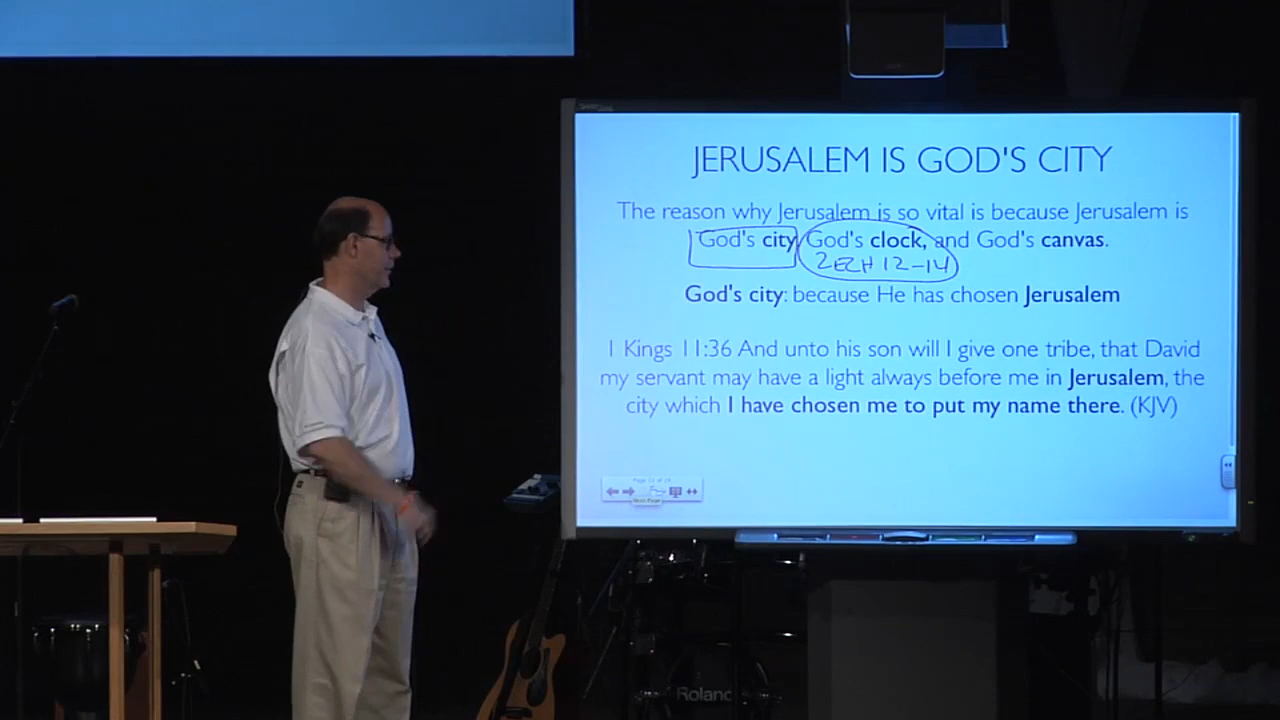 JERUSALEM IS GOD'S CITY
The reason why Jerusalem is so vital is because Jerusalem is
God's city, God's clock, and God's canvas.
ZECH 12-14
God's city: because He has chosen Jerusalem
1 Kings 11:36 And unto his son will I give one tribe, that David
my servant may have a light always before me in Jerusalem, the
city which I have chosen me to put my name there. (KJV)
Next Page
Roland